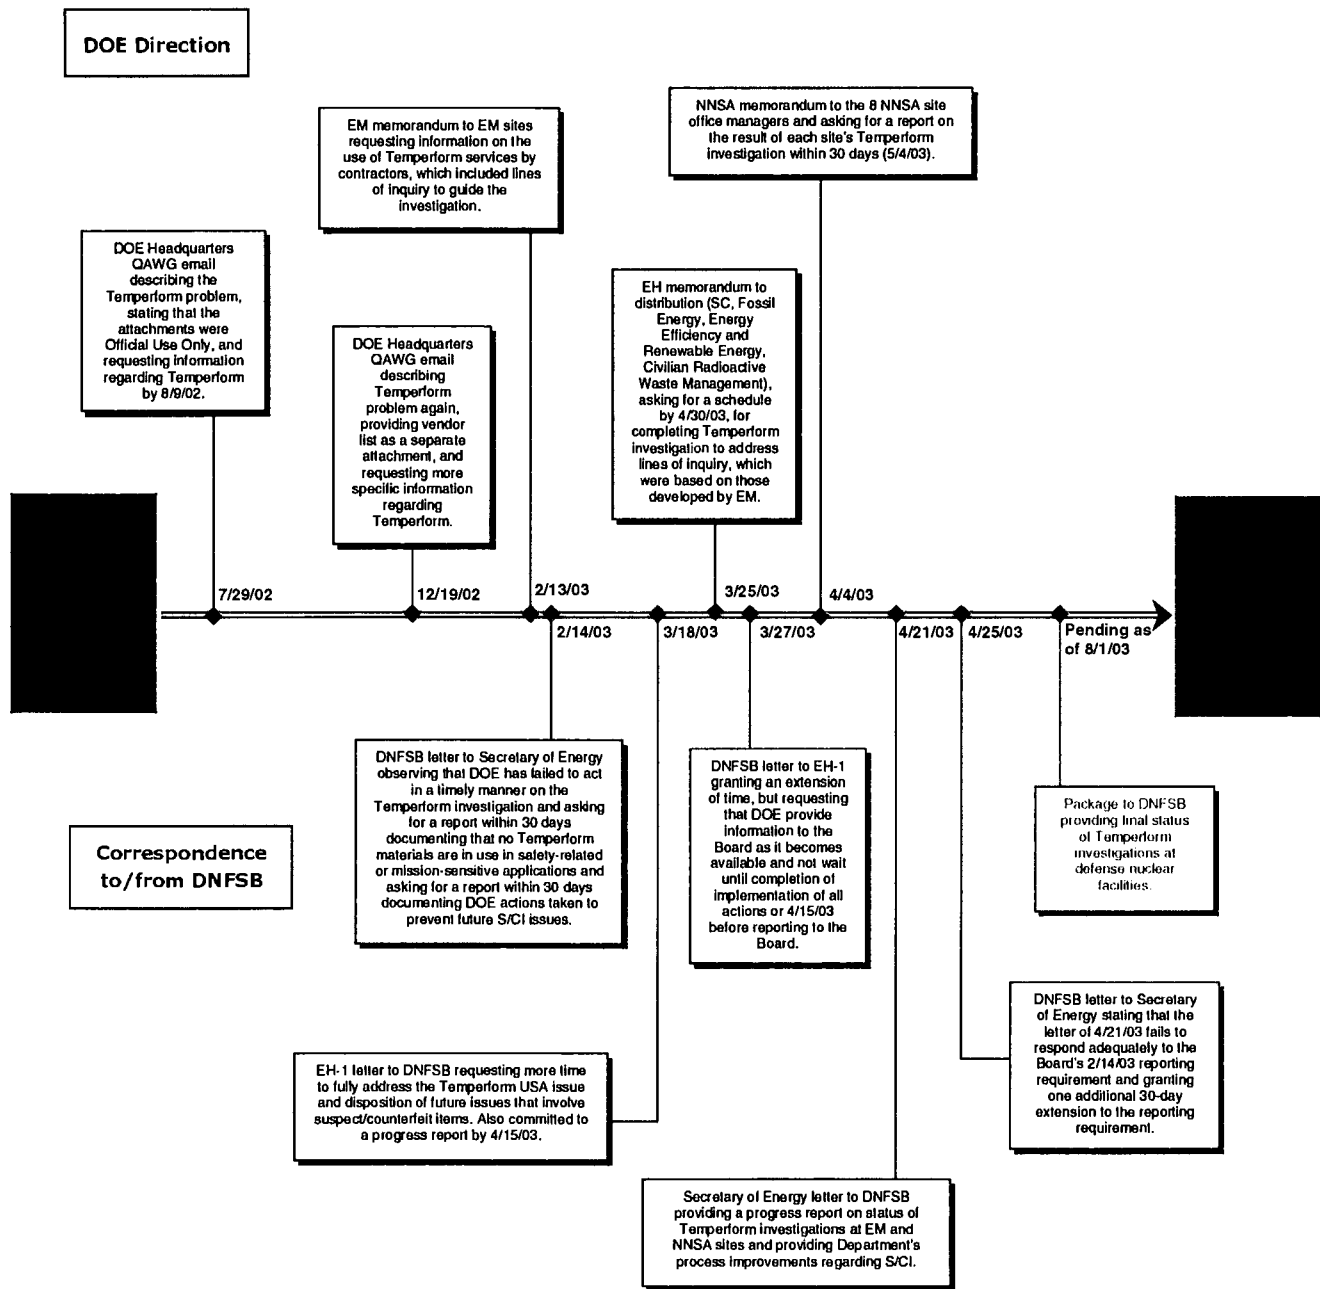 DOE Direction
NNSA memorandum to the 8 NNSA site
office managers and asking for a report on
the result of each site's Temperform
investigation within 30 days (5/4/03).
EM memorandum to EM sites
requesting information on the
use of Temperform services by
contractors, which included lines
of inquiry to guide the
investigation.
DOE Headquarters
QAWG email
describing the
Temperform problem,
stating that the
attachments were
Official Use Only, and
requesting information
regarding Temperform
by 8/9/02.
EH memorandum to
distribution (SC, Fossil
Energy, Energy
Efficiency and
Renewable Energy,
Civilian Radioactive
Waste Management),
asking for a schedule
by 4/30/03, for
completing Temperform
investigation to address
lines of inquiry, which
were based on those
developed by EM.
DOE Headquarters
QAWG email
describing
Temperform
problem again,
providing vendor
list as a separate
attachment, and
requesting more
specific information
regarding
Temperform.
7/29/02
12/19/02
2/13/03
3/25/03
4/4/03
2/14/03
3/18/03
3/27/03
4/21/03
4/25/03
Pending as
of 8/1/03
DNFSB letter to Secretary of Energy
observing that DOE has failed to act
in a timely manner on the
Temperform investigation and asking
for a report within 30 days
documenting that no Temperform
materials are in use in safety-related
or mission-sensitive applications and
asking for a report within 30 days
documenting DOE actions taken to
prevent future S/CI issues.
DNFSB letter to EH-1
granting an extension
of time, but requesting
that DOE provide
information to the
Board as it becomes
available and not wait
until completion of
implementation of all
actions or 4/15/03
before reporting to the
Board.
Package to DNFSB
providing final status
of Temperform
investigations at
defense nuclear
facilities.
Correspondence
to/from DNFSB
DNFSB letter to Secretary
of Energy stating that the
letter of 4/21/03 fails to
respond adequately to the
Board's 2/14/03 reporting
requirement and granting
one additional 30-day
extension to the reporting
requirement.
EH-1 letter to DNFSB requesting more time
to fully address the Temperform USA issue
and disposition of future issues that involve
suspect/counterfeit items. Also committed to
a progress report by 4/15/03.
Secretary of Energy letter to DNFSB
providing a progress report on status of
Temperform investigations at EM and
NNSA sites and providing Department's
process improvements regarding S/CI.